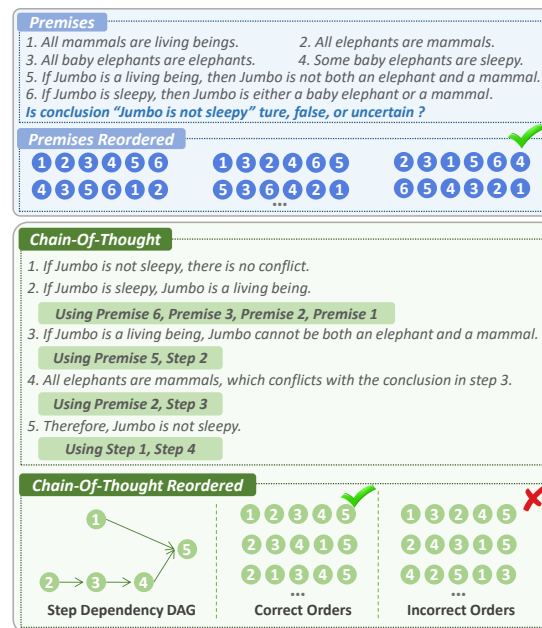 Premises
1. All mammals are living beings. 2. All elephants are mammals.
3. All baby elephants are elephants. 4. Some baby elephants are sleepy.
5. If Jumbo is a living being, then Jumbo is not both an elephant and a mammal.
6. If Jumbo is sleepy, then Jumbo is either a baby elephant or a mammal.
Is conclusion “Jumbo is not sleepy” ture, false, or uncertain ?
Premises Reordered
1 2 3 4 5 6 1 3 2 4 6 5 2 3 1 5 6 4
4 3 5 6 1 2 5 3 6 4 2 1 6 5 4 3 2 1
...
Chain-Of-Thought
1. If Jumbo is not sleepy, there is no conflict.
2. If Jumbo is sleepy, Jumbo is a living being.
Using Premise 6, Premise 3, Premise 2, Premise 1
3. If Jumbo is a living being, Jumbo cannot be both an elephant and a mammal.
Using Premise 5, Step 2
4. All elephants are mammals, which conflicts with the conclusion in step 3.
Using Premise 2, Step 3
5. Therefore, Jumbo is not sleepy.
Using Step 1, Step 4
Chain-Of-Thought Reordered
1
5
2 3 4
Step Dependency DAG
1 2 3 4 5
2 3 4 1 5
2 1 3 4 5
...
Correct Orders
1 3 2 4 5
2 4 3 1 5
4 2 5 1 3
...
Incorrect Orders